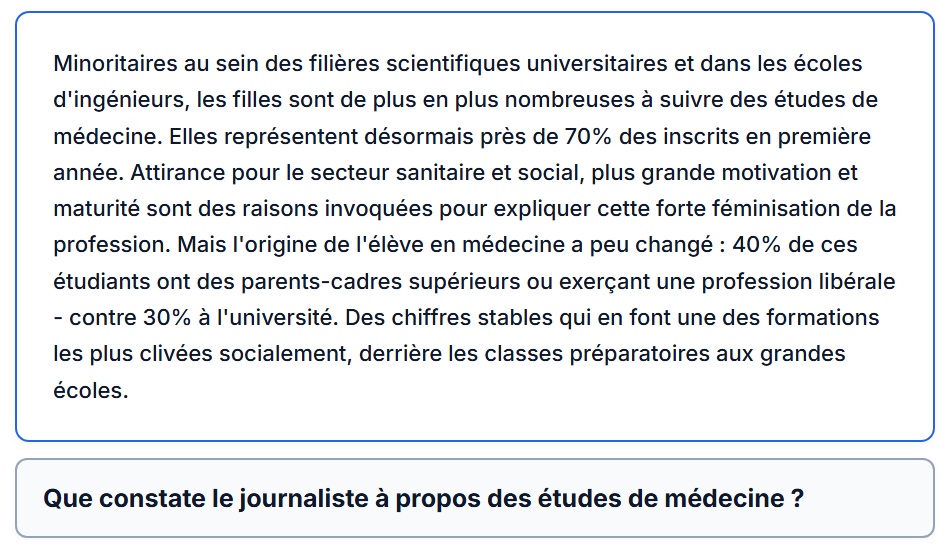 Minoritaires au sein des filières scientifiques universitaires et dans les écoles
d'ingénieurs, les filles sont de plus en plus nombreuses à suivre des études de
médecine. Elles représentent désormais près de 70% des inscrits en première
année. Attirance pour le secteur sanitaire et social, plus grande motivation et
maturité sont des raisons invoquées pour expliquer cette forte féminisation de la
profession. Mais l'origine de l'élève en médecine a peu changé : 40% de ces
étudiants ont des parents-cadres supérieurs ou exerçant une profession libérale
- contre 30% à l'université. Des chiffres stables qui en font une des formations
les plus clivées socialement, derrière les classes préparatoires aux grandes
écoles.
Que constate le journaliste à propos des études de médecine ?